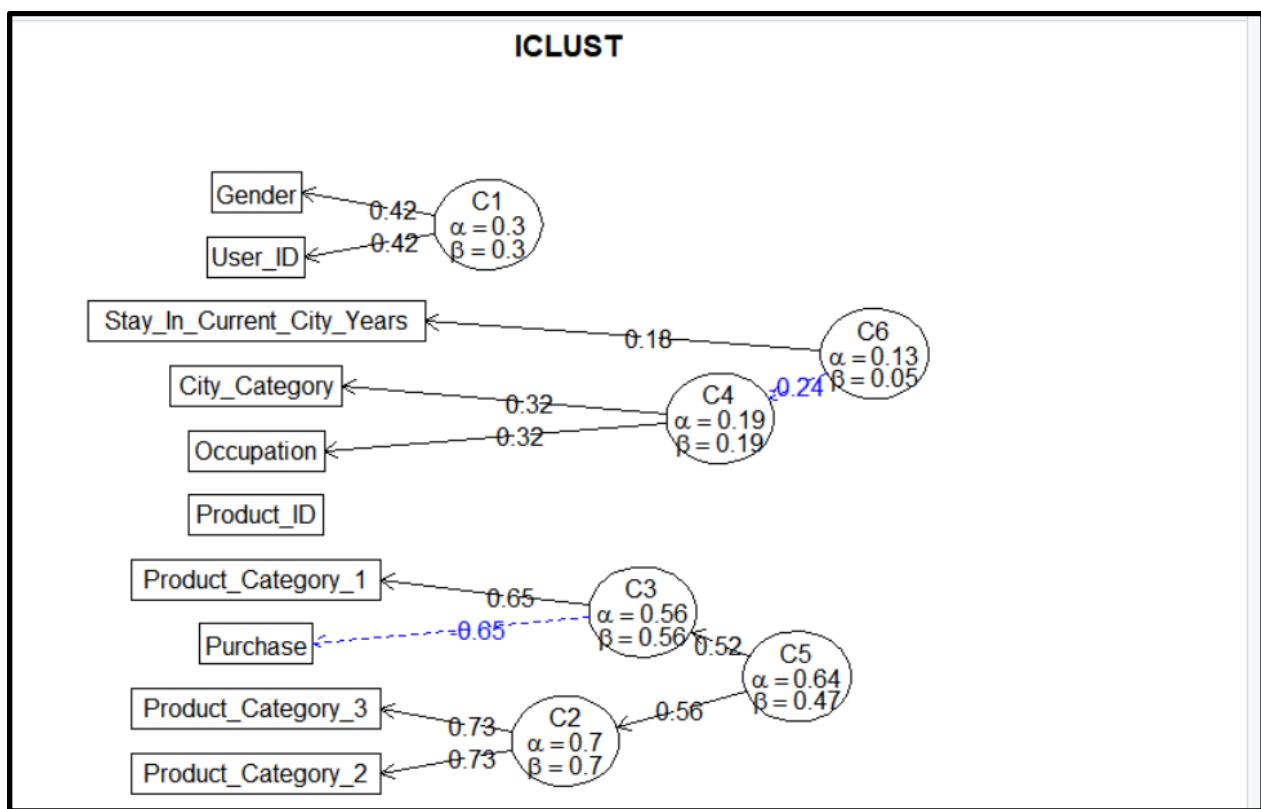 ICLUST
Gender
0.42
C1
α = 0.3
β = 0.3
User_ID
0.42
Stay_In_Current_City_Years
0.18
C6
α = 0.13
β = 0.05
City_Category
0.32
C4
α = 0.19
β = 0.19
-0.24
Occupation
0.32
Product_ID
Product_Category_1
0.65
C3
α = 0.56
β = 0.56
Purchase
-0.65
0.52
C5
α = 0.64
β = 0.47
Product_Category_3
0.73
C2
α = 0.7
β = 0.7
0.56
Product_Category_2
0.73